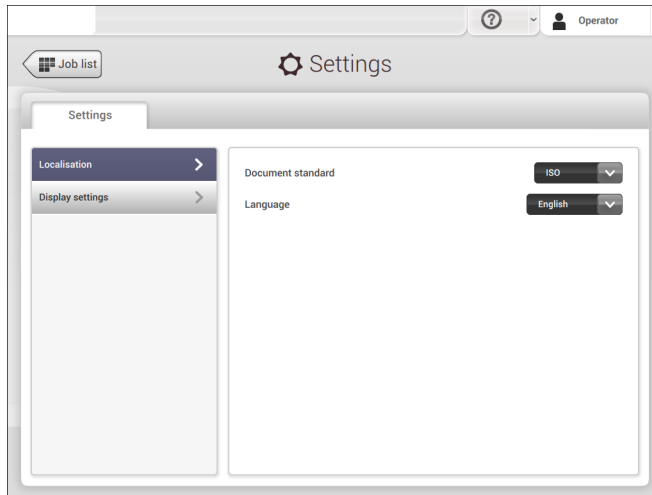 Operator
Job list
Settings
Settings
Localisation
Display settings
Document standard
ISO
Language
English